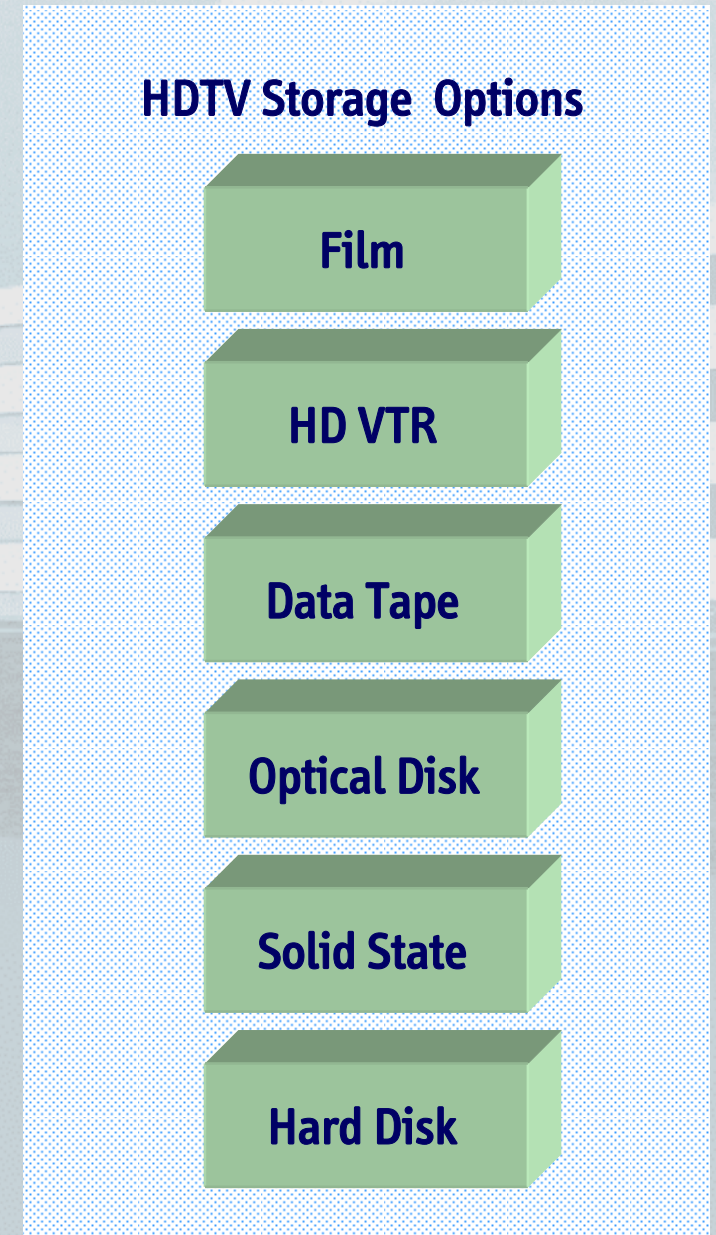 HDTV Storage Options
Film
HD VTR
Data Tape
Optical Disk
Solid State
Hard Disk